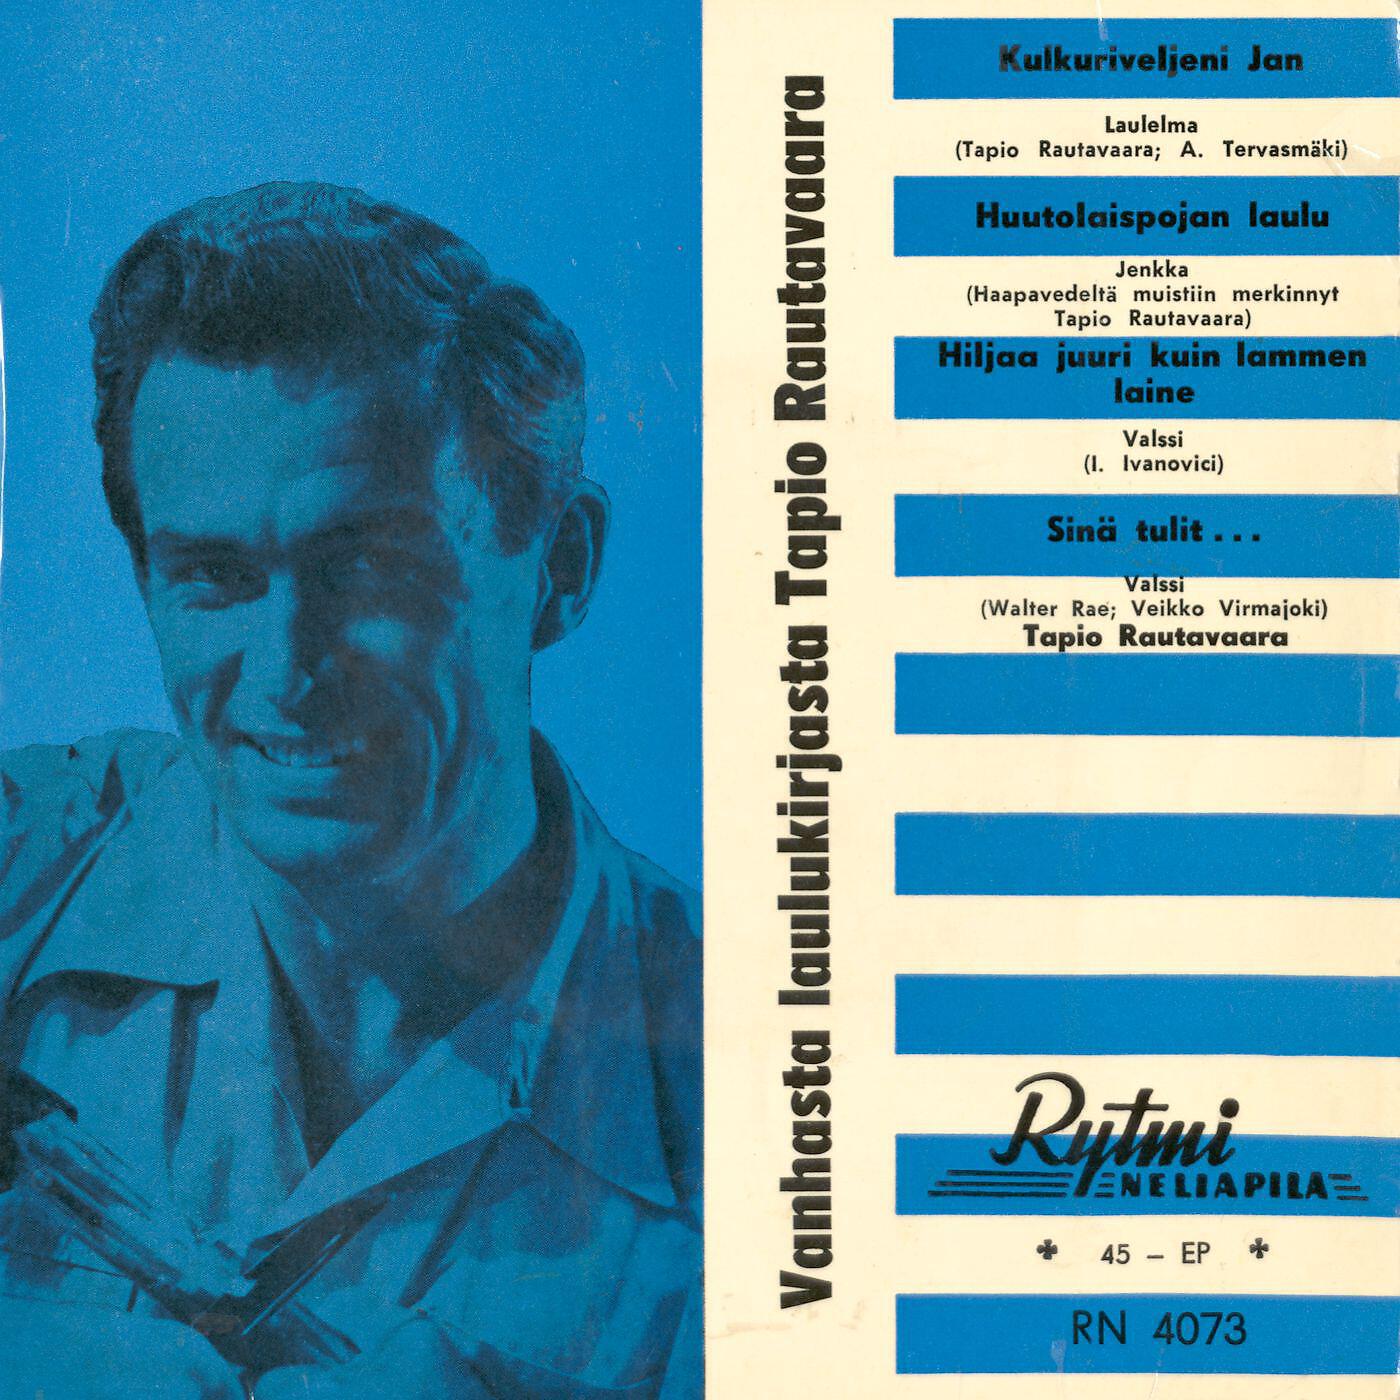 Vanhasta laulukirjasta Tapio Rautavaara
Kulkuriveljeni Jan
Laulelma
(Tapio Rautavaara; A. Tervasmäki)
Huutolaispojan laulu
Jenkka
(Haapavedeltä muistiin merkinnyt
Tapio Rautavaara)
Hiljaa juuri kuin lammen
laine
Valssi
(I. Ivanovici)
Sinä tulit...
Valssi
(Walter Rae; Veikko Virmajoki)
Tapio Rautavaara
Rytmi
NELIAPILA
45 – EP
RN 4073